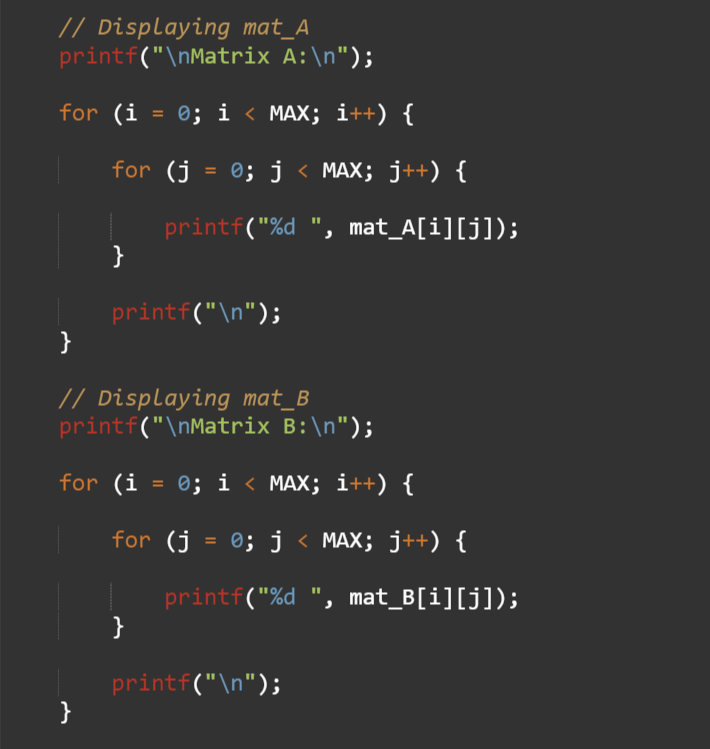 // Displaying mat_A
printf("\nMatrix A:\n");
for (i = 0; i < MAX; i++) {
for (j = 0; j < MAX; j++) {
printf("%d ", mat_A[i][j]);
}
printf("\n");
}
// Displaying mat_B
printf("\nMatrix B:\n");
for (i = 0; i < MAX; i++) {
for (j = 0; j < MAX; j++) {
printf("%d ", mat_B[i][j]);
}
printf("\n");
}